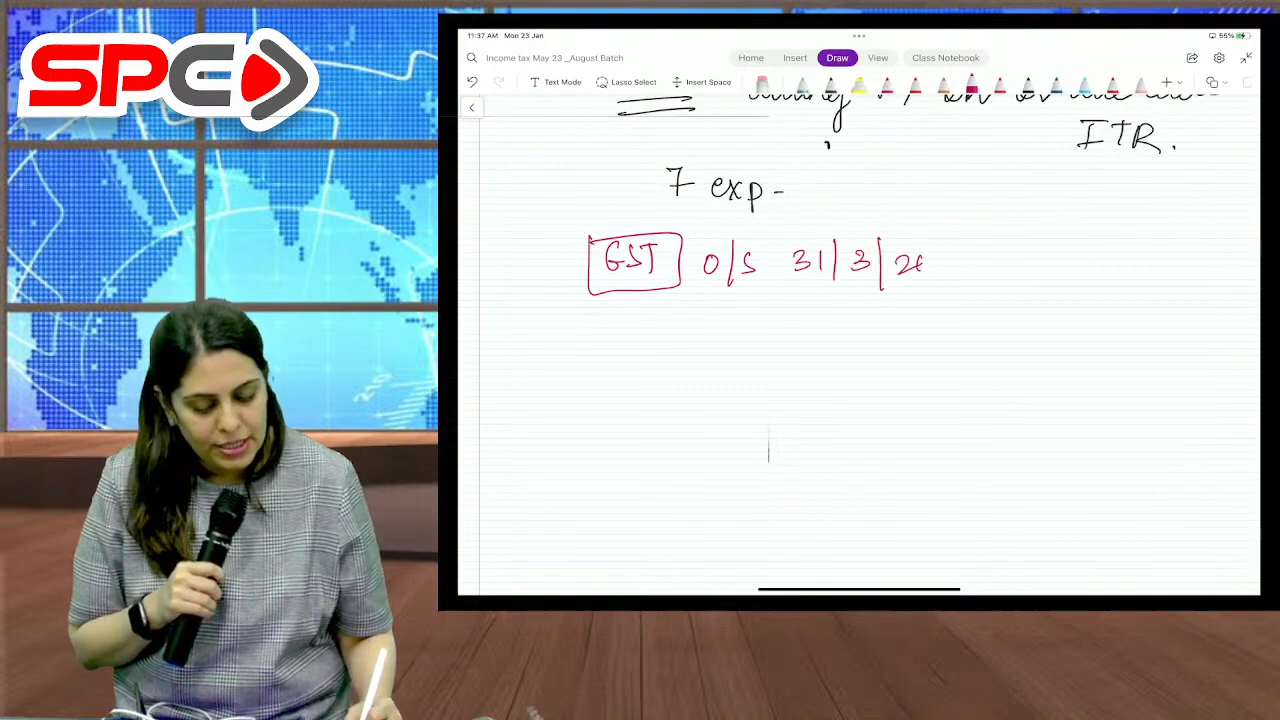 SPC
11:37 AM Mon 23 Jan
55%
Income tax May 23 _August Batch
Home Insert Draw View Class Notebook
Text Mode Lasso Select Insert Space
ITR.
7 exp -
GST O/S 31/3/2